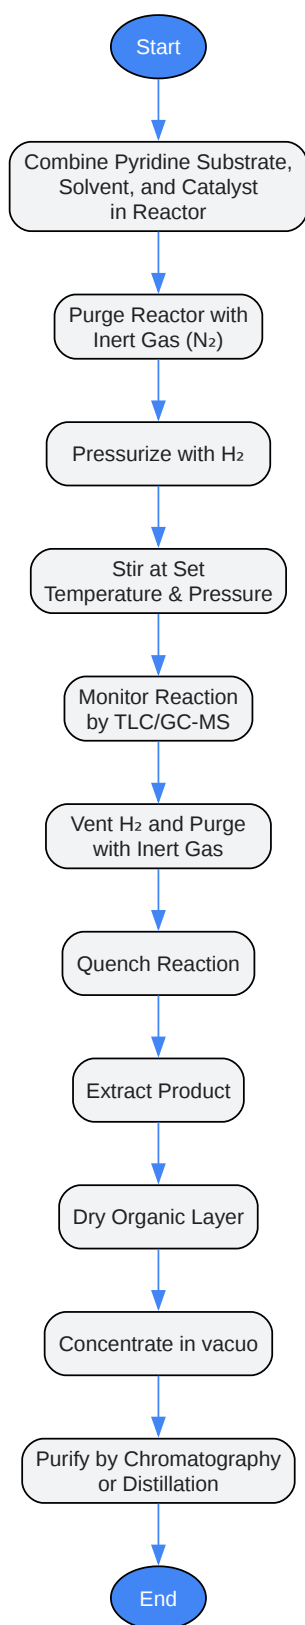 Start
Combine Pyridine Substrate,
Solvent, and Catalyst
in Reactor
Purge Reactor with
Inert Gas (N₂)
Pressurize with H₂
Stir at Set
Temperature & Pressure
Monitor Reaction
by TLC/GC-MS
Vent H₂ and Purge
with Inert Gas
Quench Reaction
Extract Product
Dry Organic Layer
Concentrate in vacuo
Purify by Chromatography
or Distillation
End